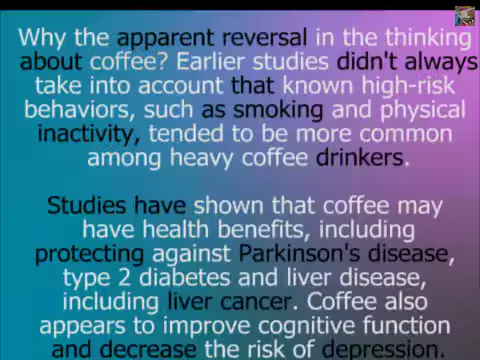 Why the apparent reversal in the thinking
about coffee? Earlier studies didn't always
take into account that known high-risk
behaviors, such as smoking and physical
inactivity, tended to be more common
among heavy coffee drinkers.
Studies have shown that coffee may
have health benefits, including
protecting against Parkinson's disease,
type 2 diabetes and liver disease,
including liver cancer. Coffee also
appears to improve cognitive function
and decrease the risk of depression.